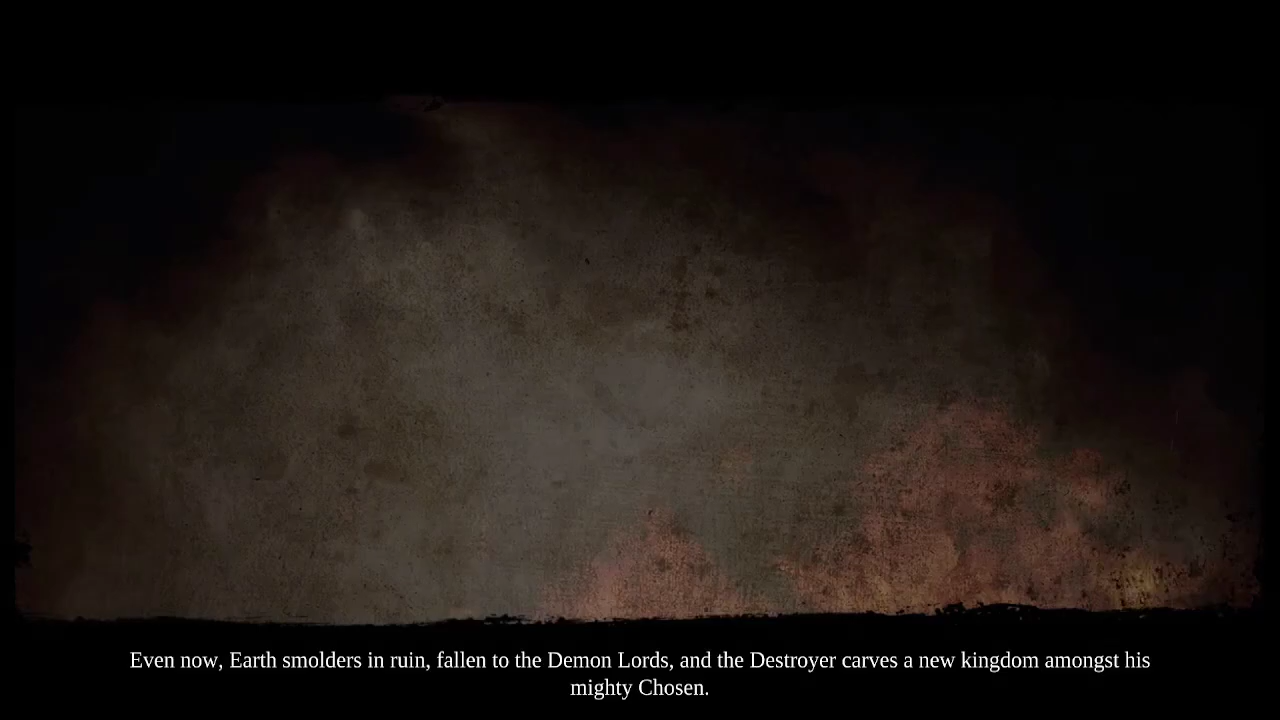 Even now, Earth smolders in ruin, fallen to the Demon Lords, and the Destroyer carves a new kingdom amongst his
mighty Chosen.